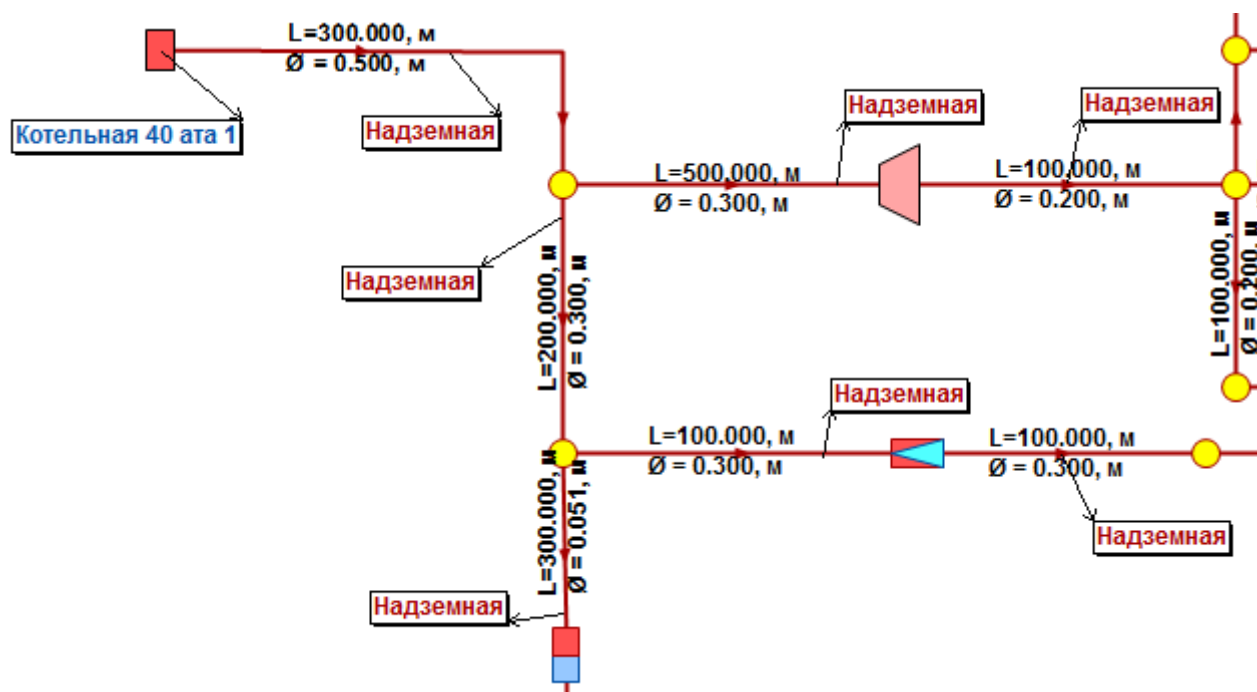 L=300.000, м
Ø = 0.500, м
Котельная 40 ата 1
Надземная
Надземная
Надземная
L=500.000, м
Ø = 0.300, м
L=100.000, м
Ø = 0.200, м
Надземная
L=200.000, м
Ø = 0.300, м
L=100.000, м
Ø = 0.200, м
Надземная
L=100.000, м
Ø = 0.300, м
L=100.000, м
Ø = 0.300, м
Надземная
L=300.000, м
Ø = 0.051, м
Надземная